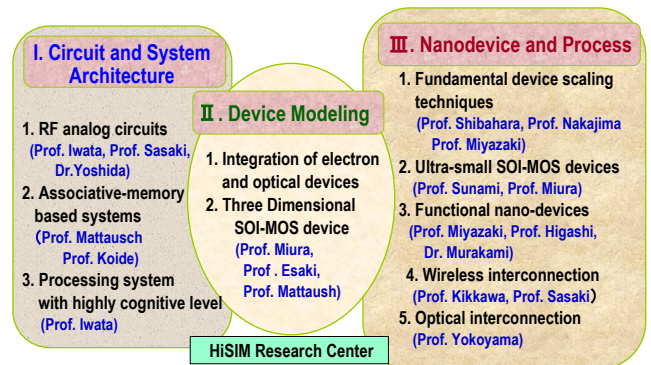 I. Circuit and System
Architecture
1. RF analog circuits
(Prof. Iwata, Prof. Sasaki,
Dr.Yoshida)
2. Associative-memory
based systems
（Prof. Mattausch
Prof. Koide)
3. Processing system
with highly cognitive level
(Prof. Iwata)
Ⅱ. Device Modeling
1. Integration of electron
and optical devices
2. Three Dimensional
SOI-MOS device
(Prof. Miura,
Prof . Esaki,
Prof. Mattaush)
HiSIM Research Center
Ⅲ. Nanodevice and Process
1. Fundamental device scaling
techniques
(Prof. Shibahara, Prof. Nakajima
Prof. Miyazaki)
2. Ultra-small SOI-MOS devices
(Prof. Sunami, Prof. Miura)
3. Functional nano-devices
(Prof. Miyazaki, Prof. Higashi,
Dr. Murakami)
4. Wireless interconnection
(Prof. Kikkawa, Prof. Sasaki）
5. Optical interconnection
(Prof. Yokoyama)